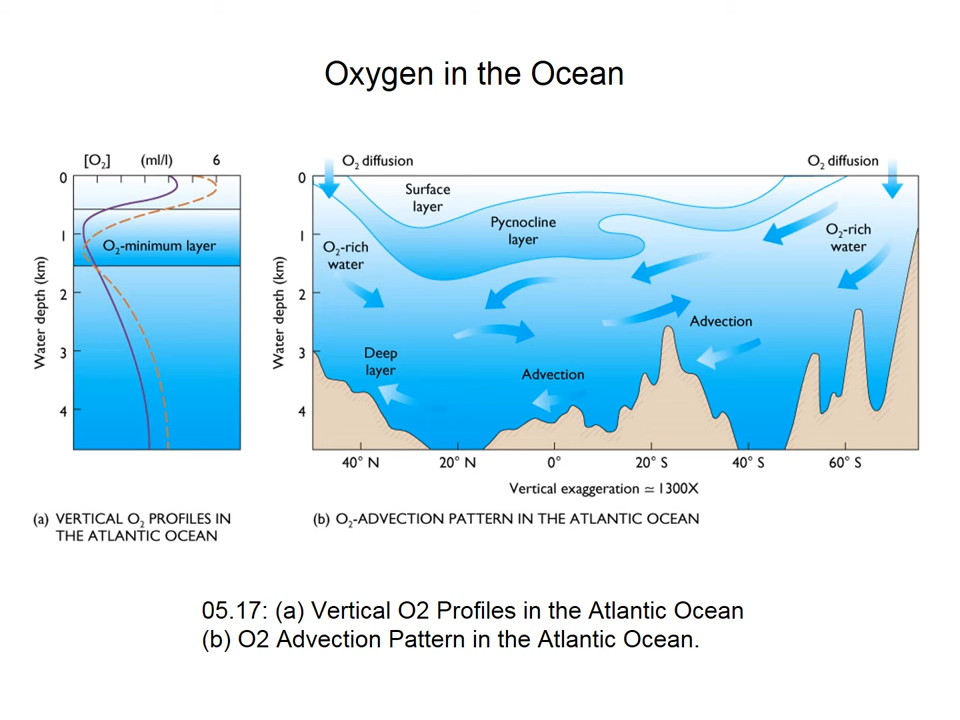 Oxygen in the Ocean
[O₂] (ml/l) 6
0
1
2
3
4
Water depth (km)
O₂-minimum layer
(a) VERTICAL O₂ PROFILES IN
THE ATLANTIC OCEAN
O₂ diffusion
O₂ diffusion
0
1
2
3
4
Water depth (km)
Surface
layer
Pycnocline
layer
O₂-rich
water
O₂-rich
water
Deep
layer
Advection
Advection
40° N 20° N 0° 20° S 40° S 60° S
Vertical exaggeration ≃ 1300X
(b) O₂-ADVECTION PATTERN IN THE ATLANTIC OCEAN
05.17: (a) Vertical O2 Profiles in the Atlantic Ocean
(b) O2 Advection Pattern in the Atlantic Ocean.